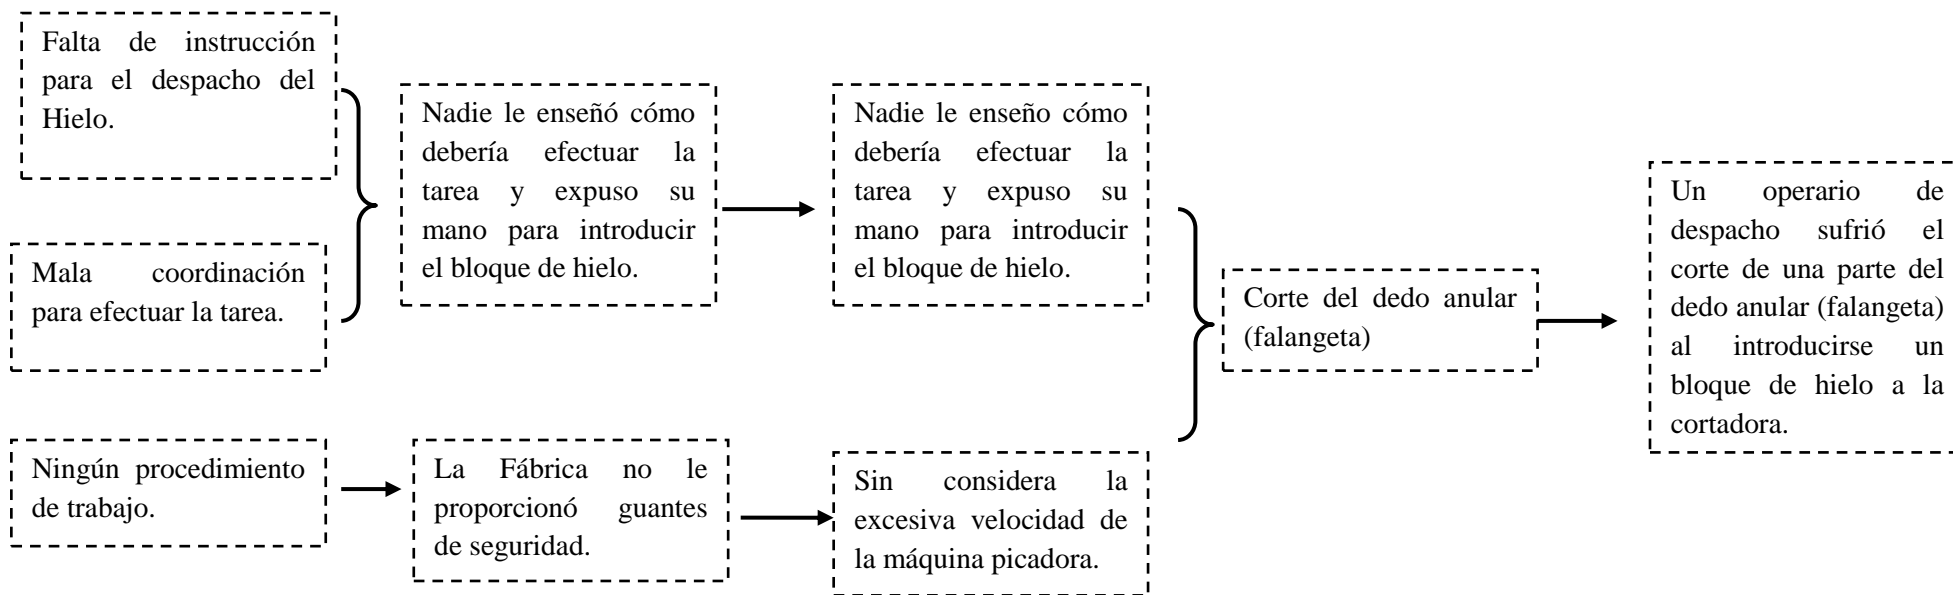 Falta de instrucción
para el despacho del
Hielo.
Mala coordinación
para efectuar la tarea.
Nadie le enseñó cómo
debería efectuar la
tarea y expuso su
mano para introducir
el bloque de hielo.
Nadie le enseño cómo
debería efectuar la
tarea y expuso su
mano para introducir
el bloque de hielo.
Ningún procedimiento
de trabajo.
La Fábrica no le
proporcionó guantes
de seguridad.
Sin considera la
excesiva velocidad de
la máquina picadora.
Corte del dedo anular
(falangeta)
Un operario de
despacho sufrió el
corte de una parte del
dedo anular (falangeta)
al introducirse un
bloque de hielo a la
cortadora.